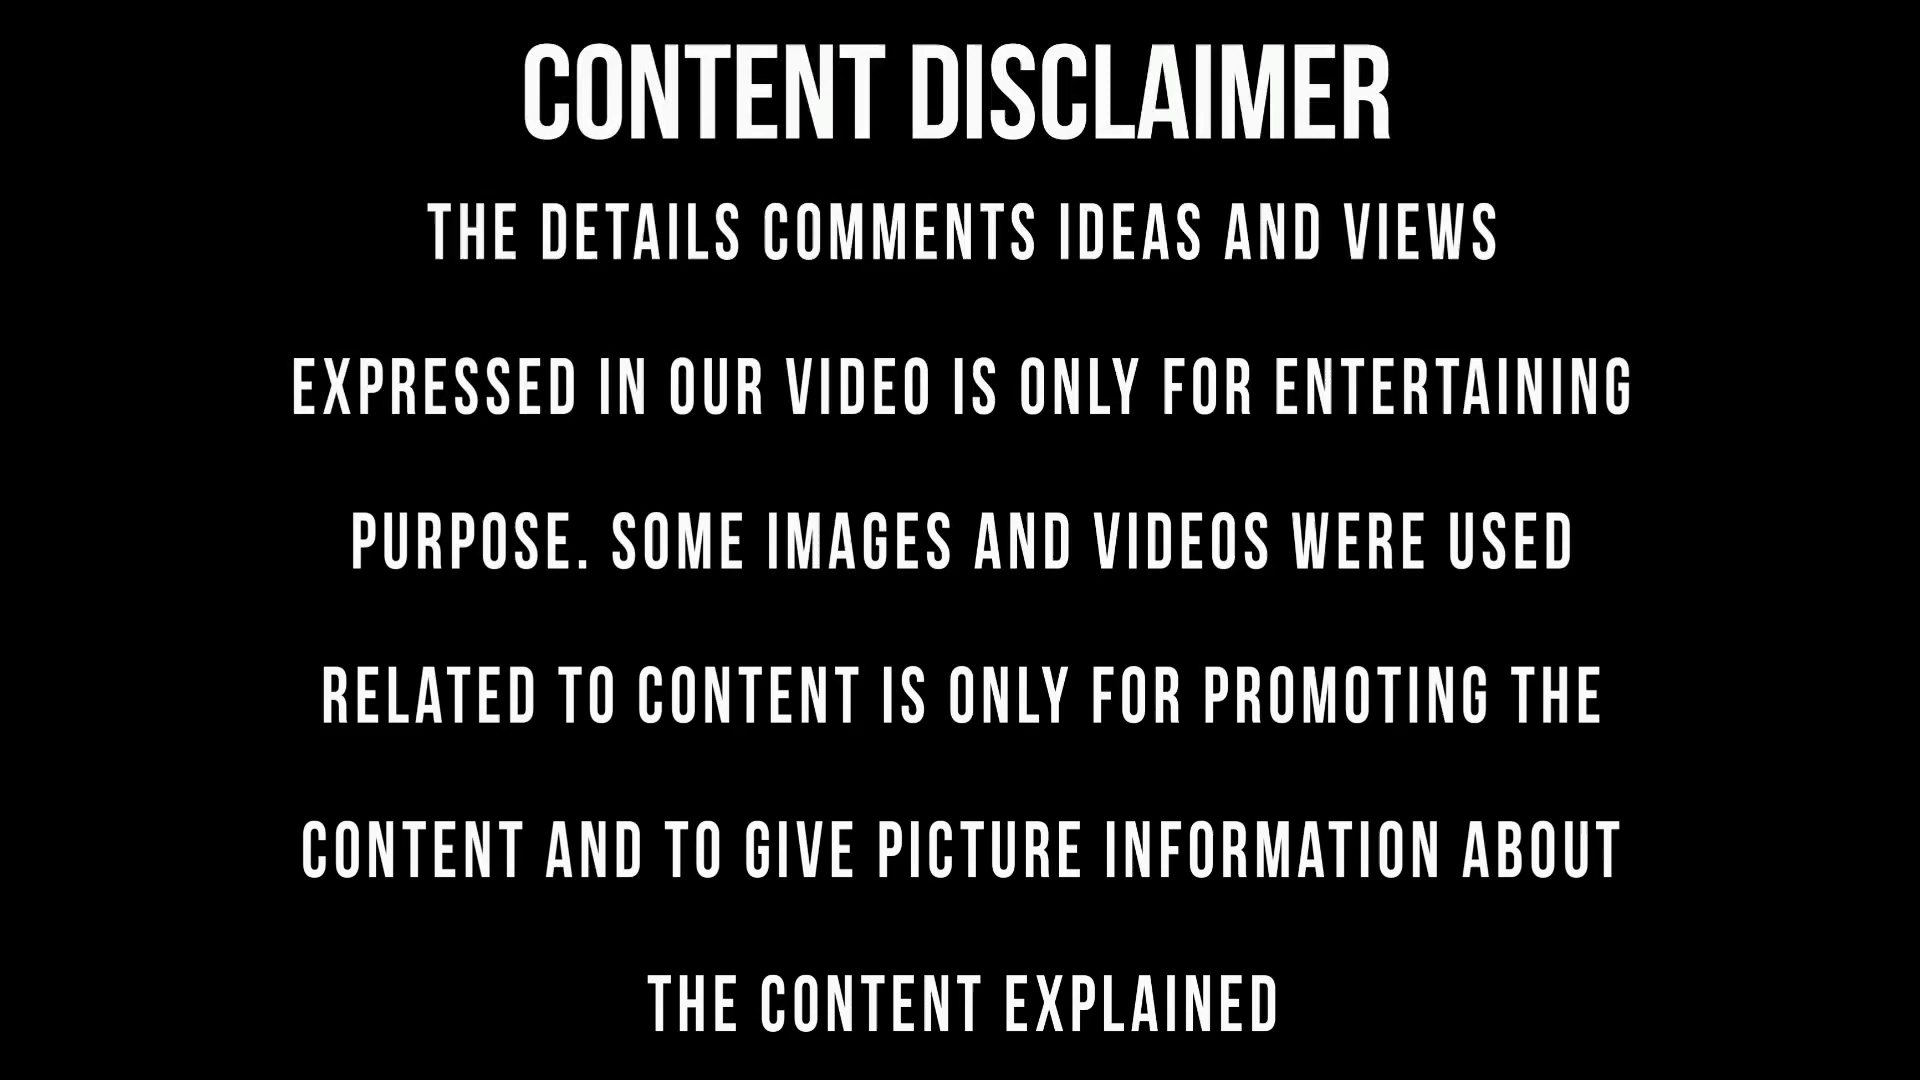 CONTENT DISCLAIMER
THE DETAILS COMMENTS IDEAS AND VIEWS
EXPRESSED IN OUR VIDEO IS ONLY FOR ENTERTAINING
PURPOSE. SOME IMAGES AND VIDEOS WERE USED
RELATED TO CONTENT IS ONLY FOR PROMOTING THE
CONTENT AND TO GIVE PICTURE INFORMATION ABOUT
THE CONTENT EXPLAINED